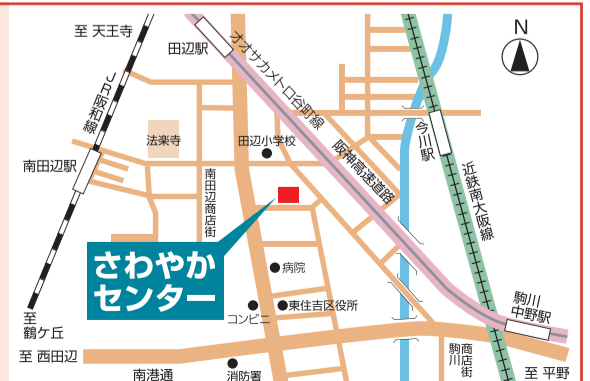 至 天王寺
田辺駅
オオサカメトロ谷町線
N
JR阪和線
法楽寺
田辺小学校
今川駅
阪神高速道路
南田辺駅
南田辺商店街
近鉄南大阪線
さわやか
センター
病院
コンビニ
東住吉区役所
駒川
中野駅
至
鶴ケ丘
至 西田辺
南港通
消防署
駒川
商店街
至 平野